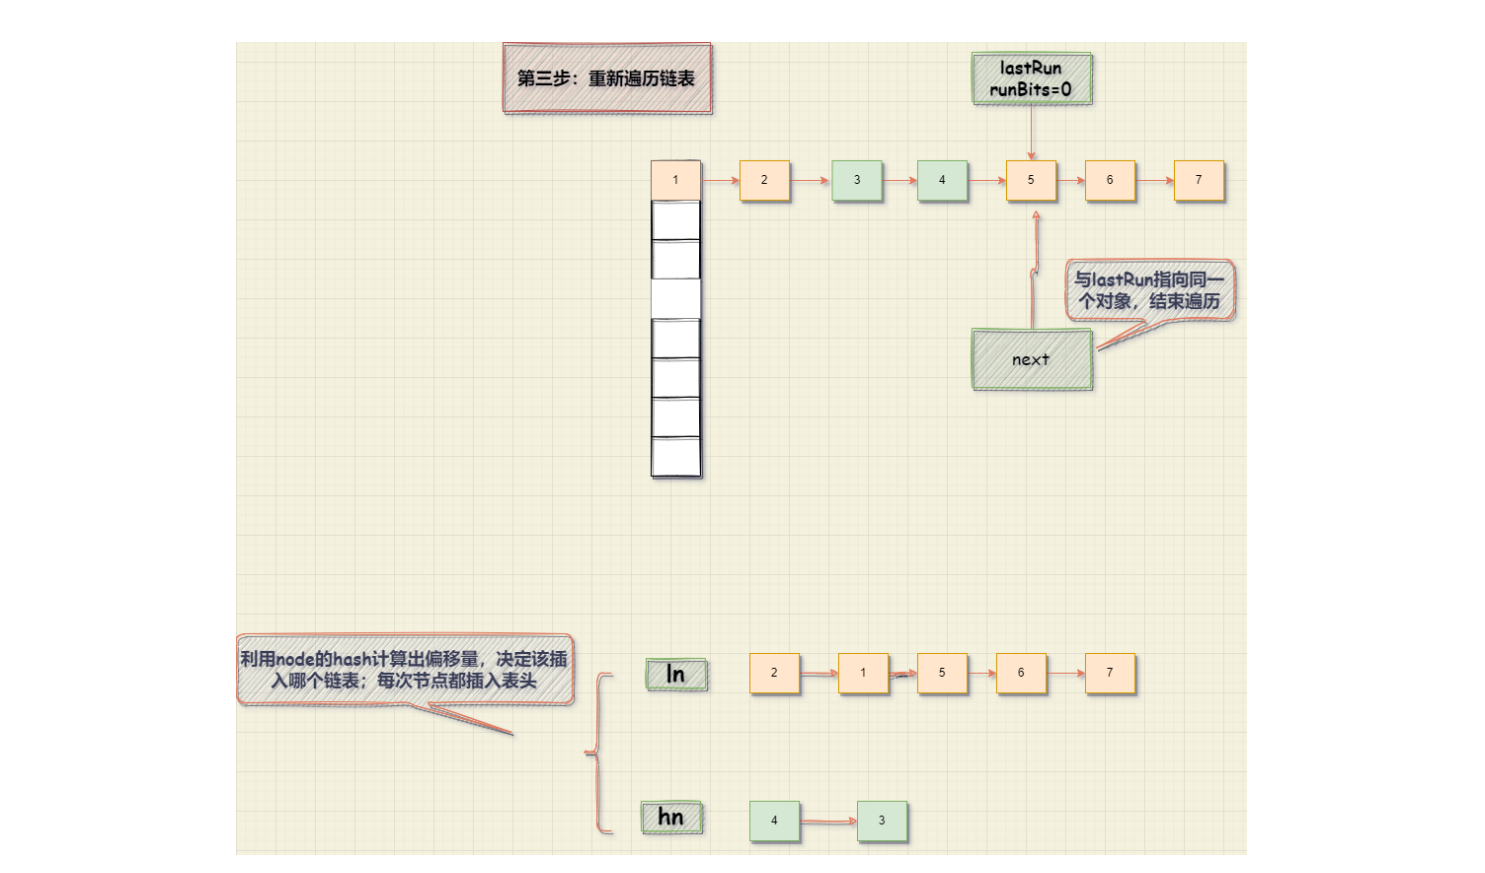 第三步：重新遍历链表
lastRun
runBits=0
1
2
3
4
5
6
7
与lastRun指向同一
个对象，结束遍历
next
利用node的hash计算出偏移量，决定该插
入哪个链表；每次节点都插入表头
ln
2
1
5
6
7
hn
4
3